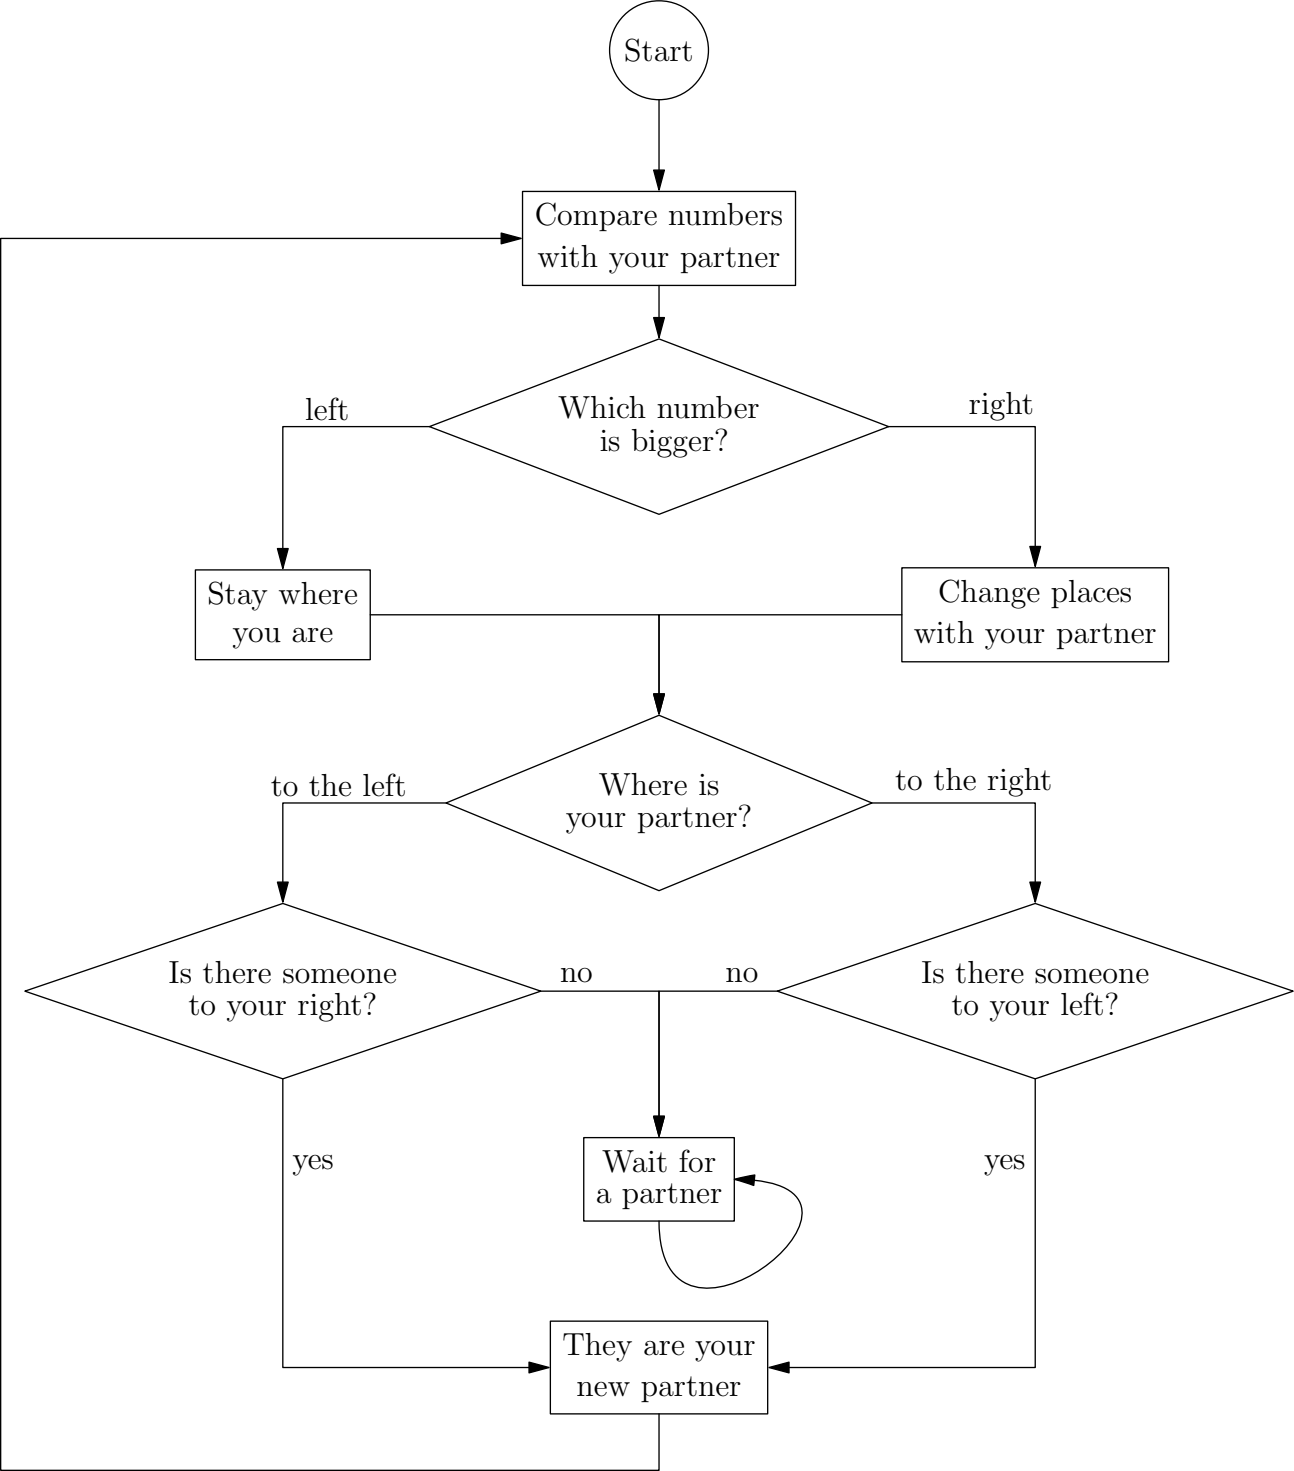 Start
Compare numbers
with your partner
left
right
Which number
is bigger?
Stay where
you are
Change places
with your partner
to the left
to the right
Where is
your partner?
Is there someone
to your right?
no
no
Is there someone
to your left?
yes
Wait for
a partner
yes
They are your
new partner